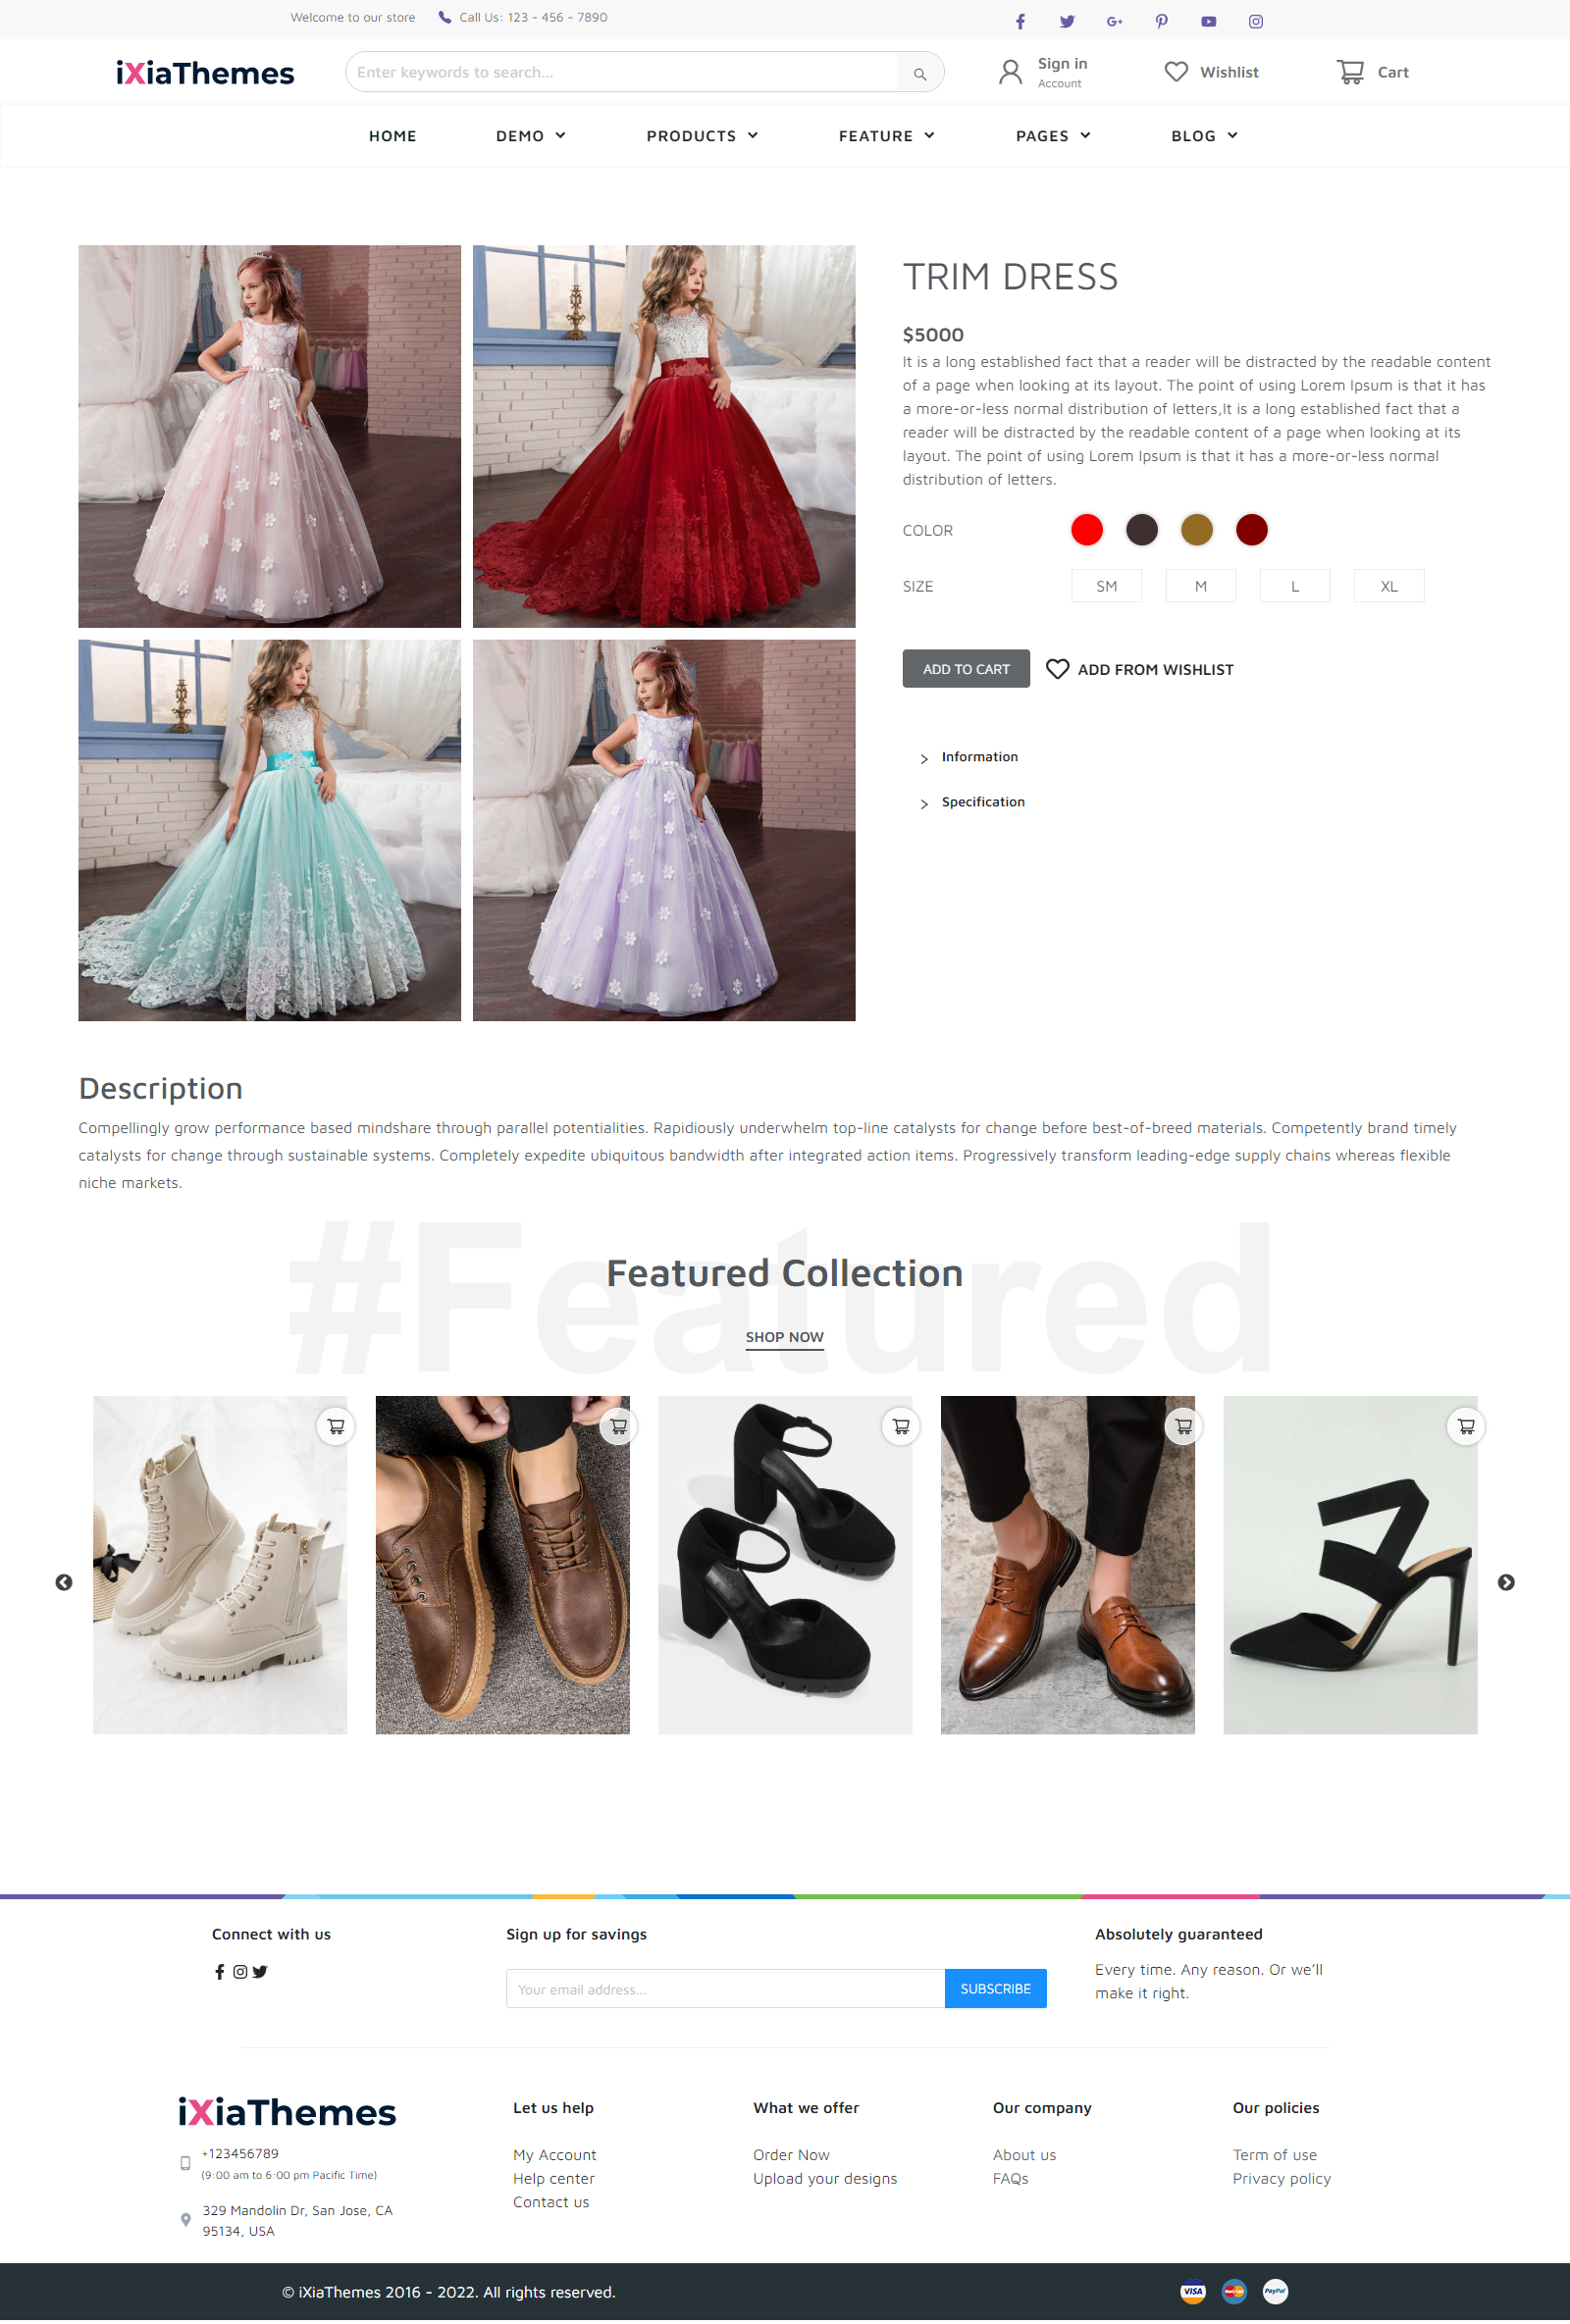 Welcome to our store
Call Us: 123 - 456 - 7890
iXiaThemes
Enter keywords to search...
Sign in
Account
Wishlist
Cart
HOME
DEMO
PRODUCTS
FEATURE
PAGES
BLOG
TRIM DRESS
$5000
It is a long established fact that a reader will be distracted by the readable content
of a page when looking at its layout. The point of using Lorem Ipsum is that it has
a more-or-less normal distribution of letters,It is a long established fact that a
reader will be distracted by the readable content of a page when looking at its
layout. The point of using Lorem Ipsum is that it has a more-or-less normal
distribution of letters.
COLOR
SIZE
SM
M
L
XL
ADD TO CART
ADD FROM WISHLIST
Information
Specification
Description
Compellingly grow performance based mindshare through parallel potentialities. Rapidiously underwhelm top-line catalysts for change before best-of-breed materials. Competently brand timely
catalysts for change through sustainable systems. Completely expedite ubiquitous bandwidth after integrated action items. Progressively transform leading-edge supply chains whereas flexible
niche markets.
#Featured
Featured Collection
SHOP NOW
Connect with us
Sign up for savings
Your email address...
SUBSCRIBE
Absolutely guaranteed
Every time. Any reason. Or we'll
make it right.
iXiaThemes
+123456789
(9:00 am to 6:00 pm Pacific Time)
329 Mandolin Dr, San Jose, CA
95134, USA
Let us help
My Account
Help center
Contact us
What we offer
Order Now
Upload your designs
Our company
About us
FAQs
Our policies
Term of use
Privacy policy
© iXiaThemes 2016 - 2022. All rights reserved.
VISA
MasterCard
PayPal